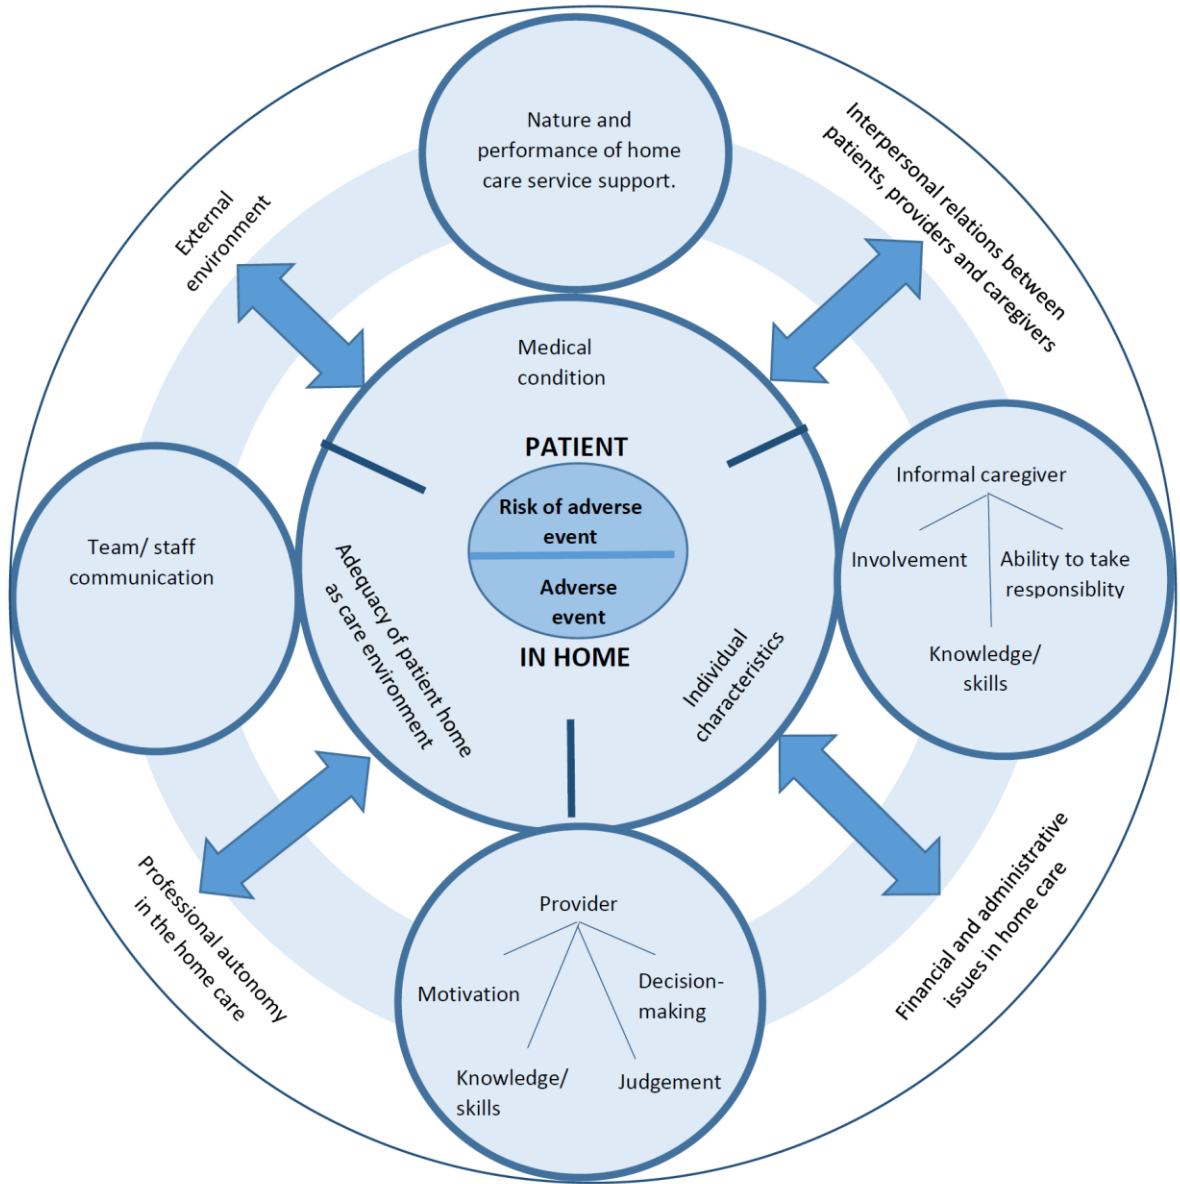 Nature and
performance of home
care service support.
External
environment
Interpersonal relations between
patients, providers and caregivers
Medical
condition
PATIENT
Risk of adverse
event
Adverse
event
IN HOME
Adequacy of patient home
as care environment
Individual
characteristics
Team/ staff
communication
Informal caregiver
Involvement
Ability to take
responsiblity
Knowledge/
skills
Professional autonomy
in the home care
Financial and administrative
issues in home care
Provider
Motivation
Decision-
making
Knowledge/
skills
Judgement